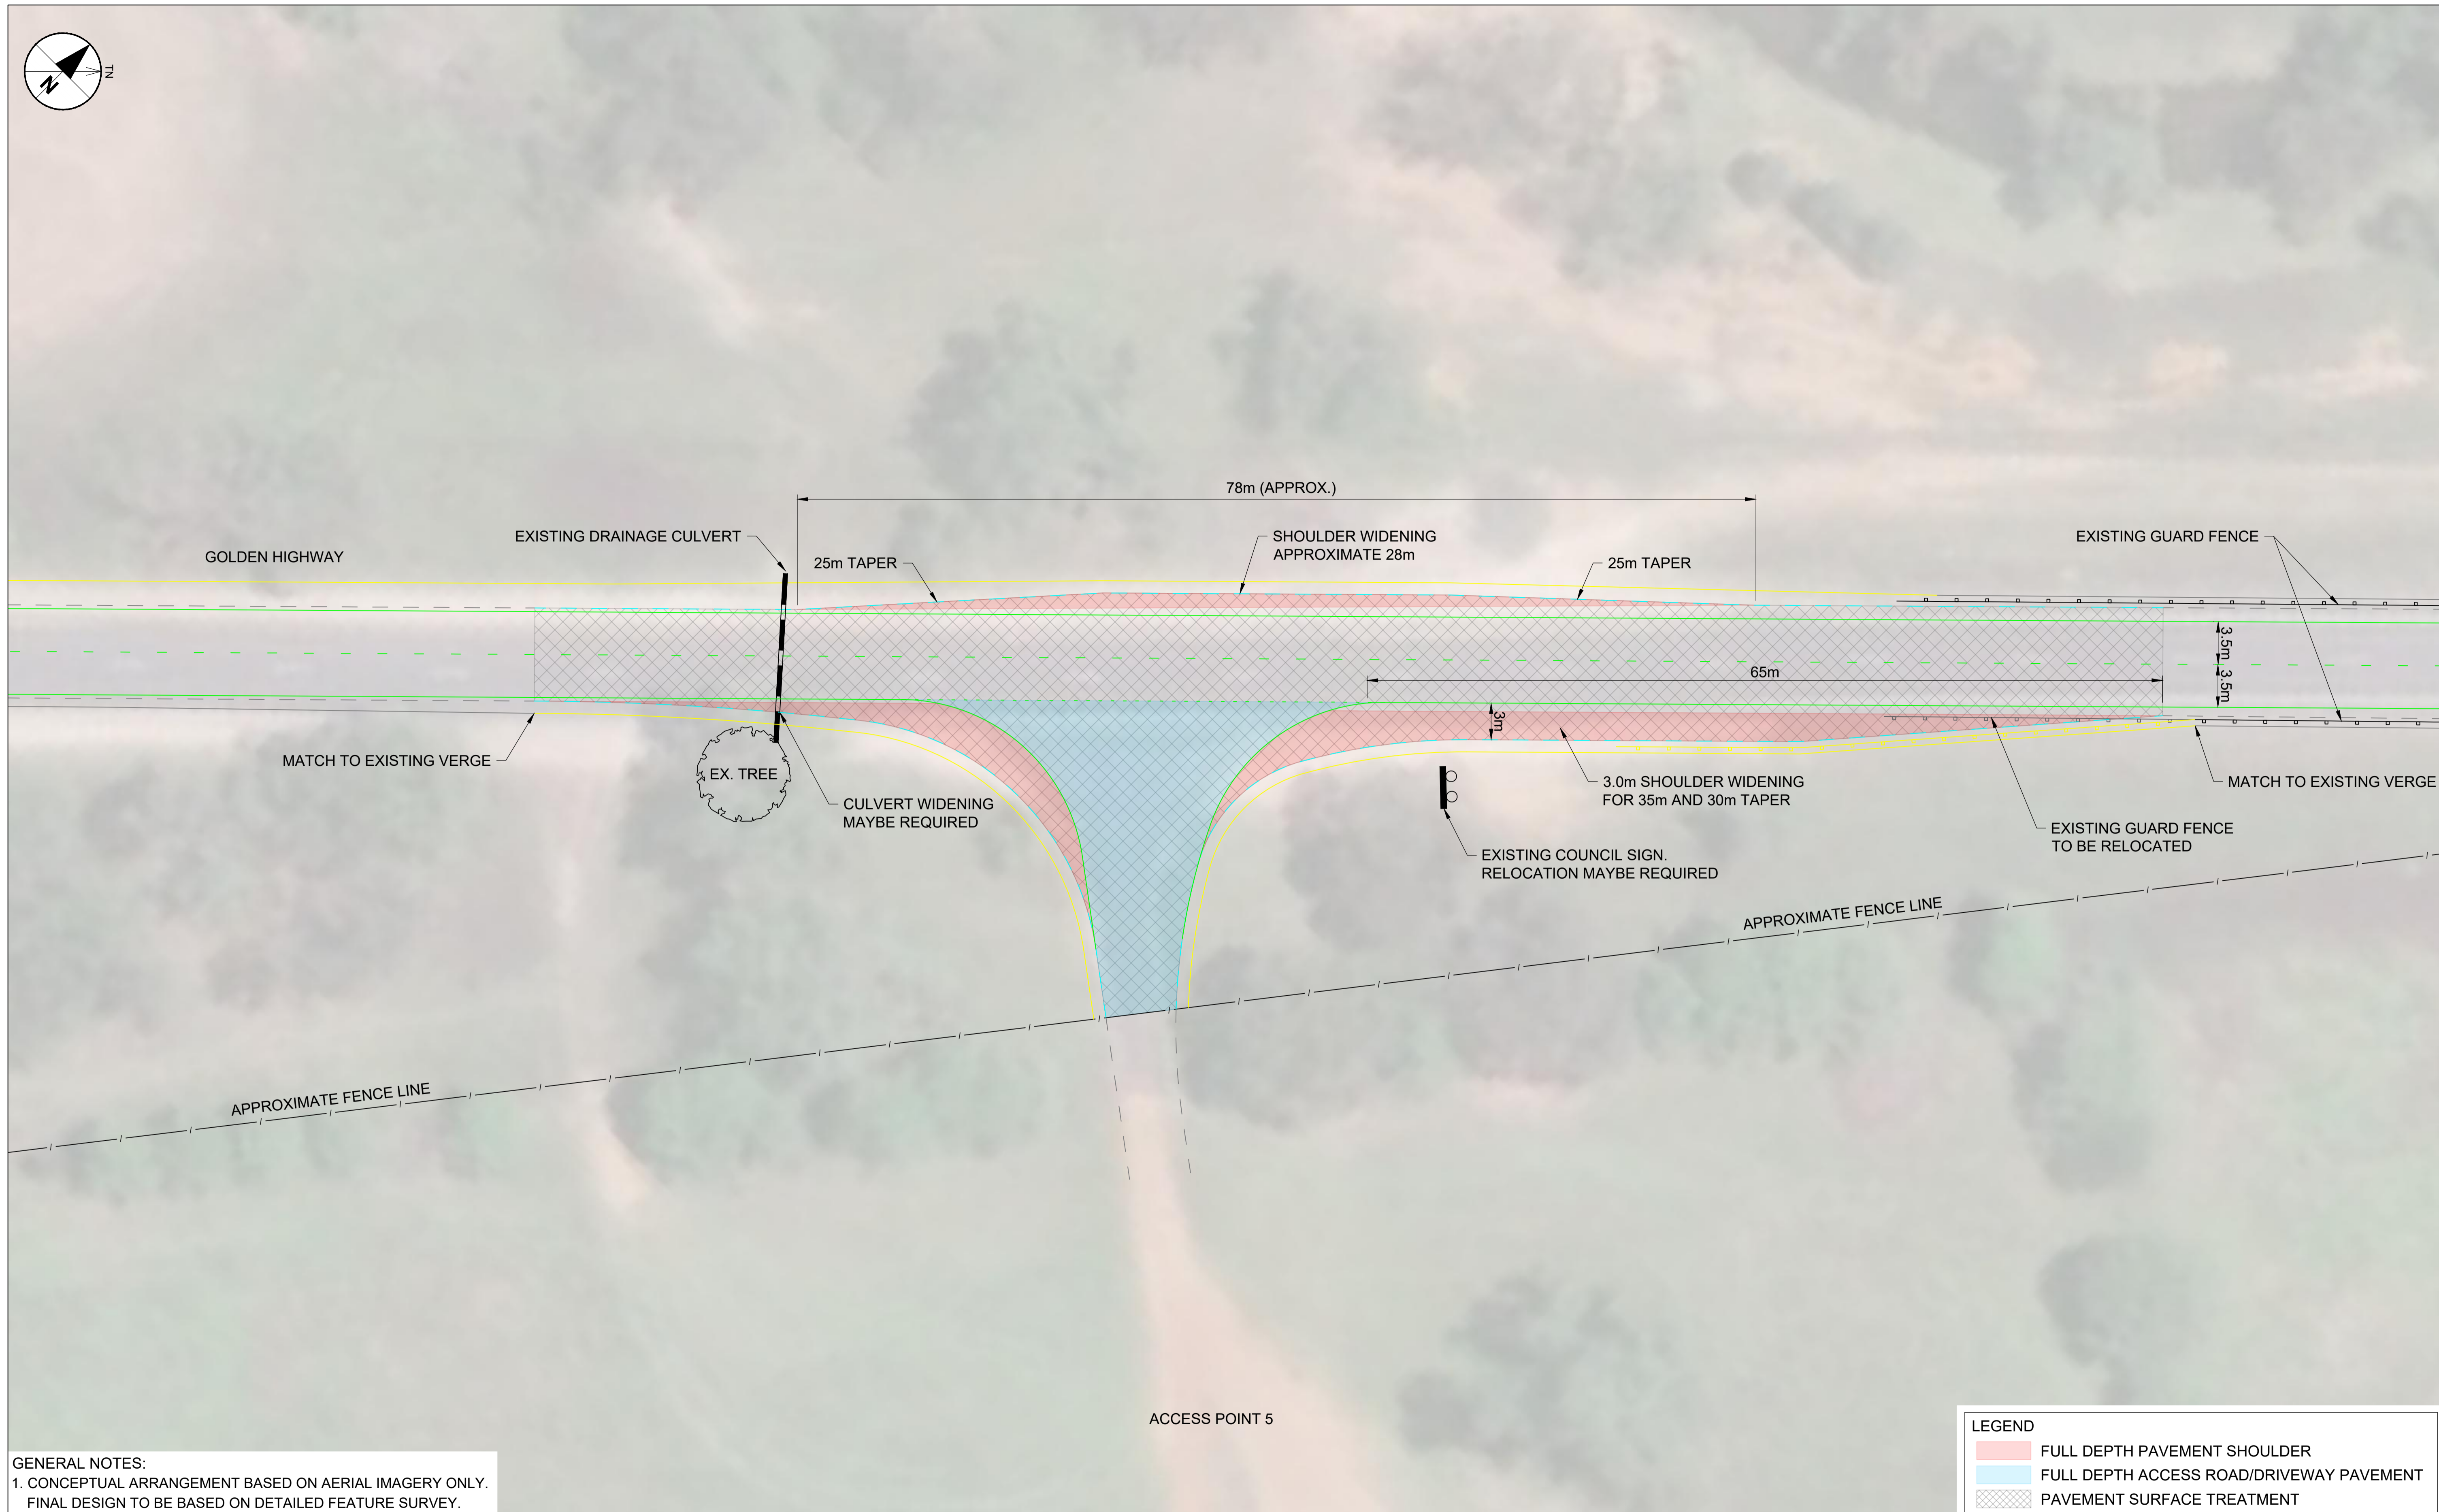 N
TN
78m (APPROX.)
GOLDEN HIGHWAY
EXISTING DRAINAGE CULVERT
25m TAPER
SHOULDER WIDENING
APPROXIMATE 28m
25m TAPER
EXISTING GUARD FENCE
3.5m
3.5m
65m
3m
MATCH TO EXISTING VERGE
EX. TREE
CULVERT WIDENING
MAYBE REQUIRED
3.0m SHOULDER WIDENING
FOR 35m AND 30m TAPER
MATCH TO EXISTING VERGE
EXISTING GUARD FENCE
TO BE RELOCATED
EXISTING COUNCIL SIGN.
RELOCATION MAYBE REQUIRED
APPROXIMATE FENCE LINE
APPROXIMATE FENCE LINE
ACCESS POINT 5
GENERAL NOTES:
1. CONCEPTUAL ARRANGEMENT BASED ON AERIAL IMAGERY ONLY.
FINAL DESIGN TO BE BASED ON DETAILED FEATURE SURVEY.
LEGEND
FULL DEPTH PAVEMENT SHOULDER
FULL DEPTH ACCESS ROAD/DRIVEWAY PAVEMENT
PAVEMENT SURFACE TREATMENT